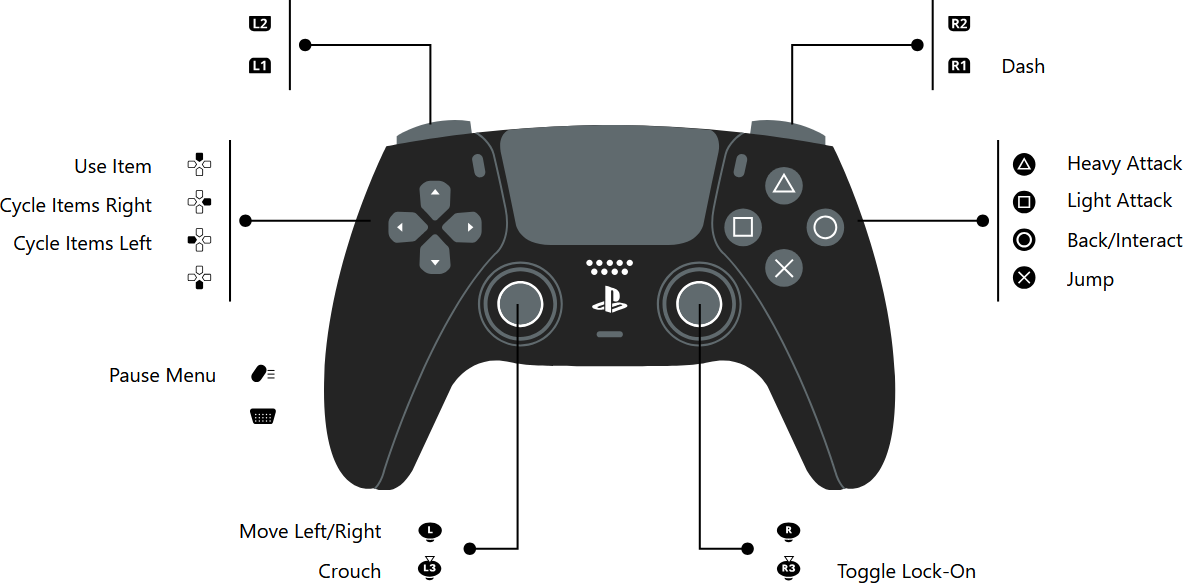 L2
L1
R2
R1 Dash
Use Item
Cycle Items Right
Cycle Items Left
Heavy Attack
Light Attack
Back/Interact
Jump
Pause Menu
Move Left/Right L
Crouch L3
R
R3 Toggle Lock-On